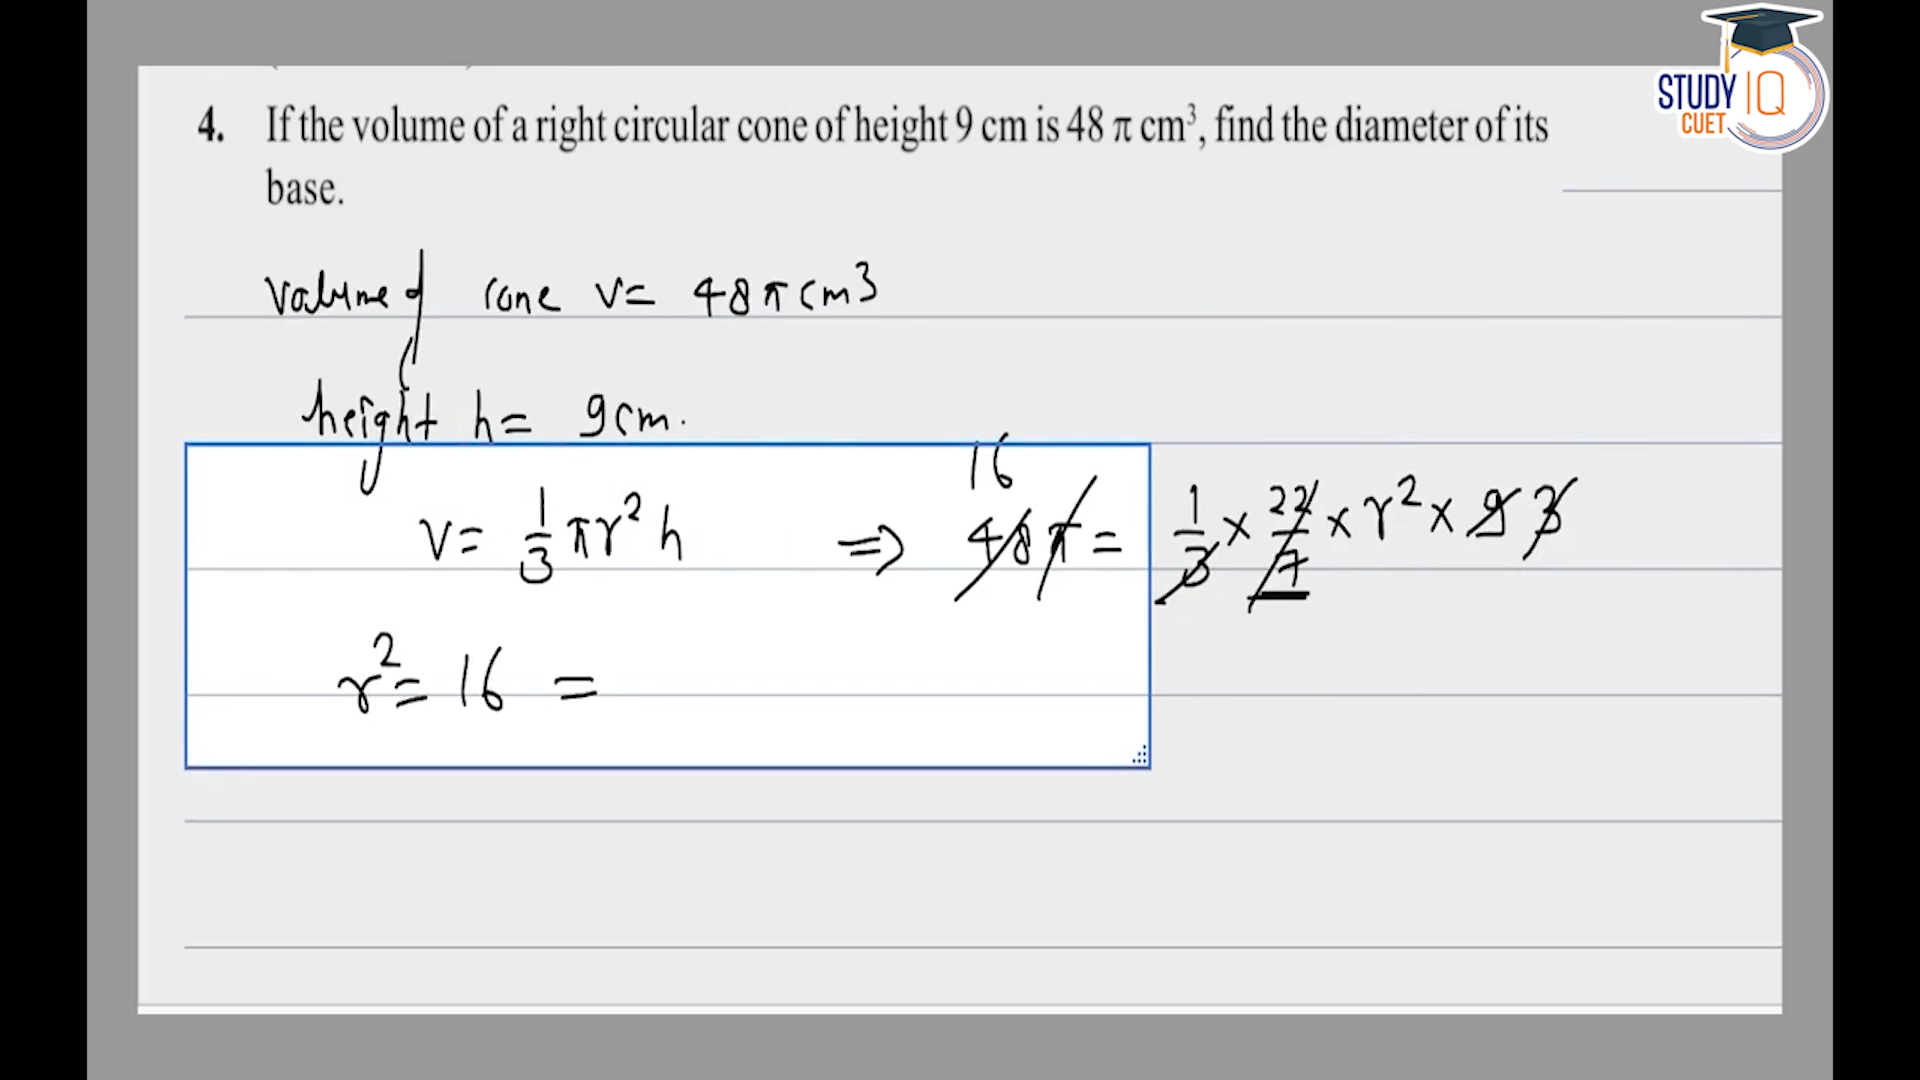 STUDY IQ
CUET
4. If the volume of a right circular cone of height 9 cm is 48 π cm³, find the diameter of its
base.
Volume of cone v = 48π cm³
height h = 9cm.
v = 1/3 πr² h ⇒ 48π = 1/3 × 22/7 × r² × 9 3
16
r² = 16 =